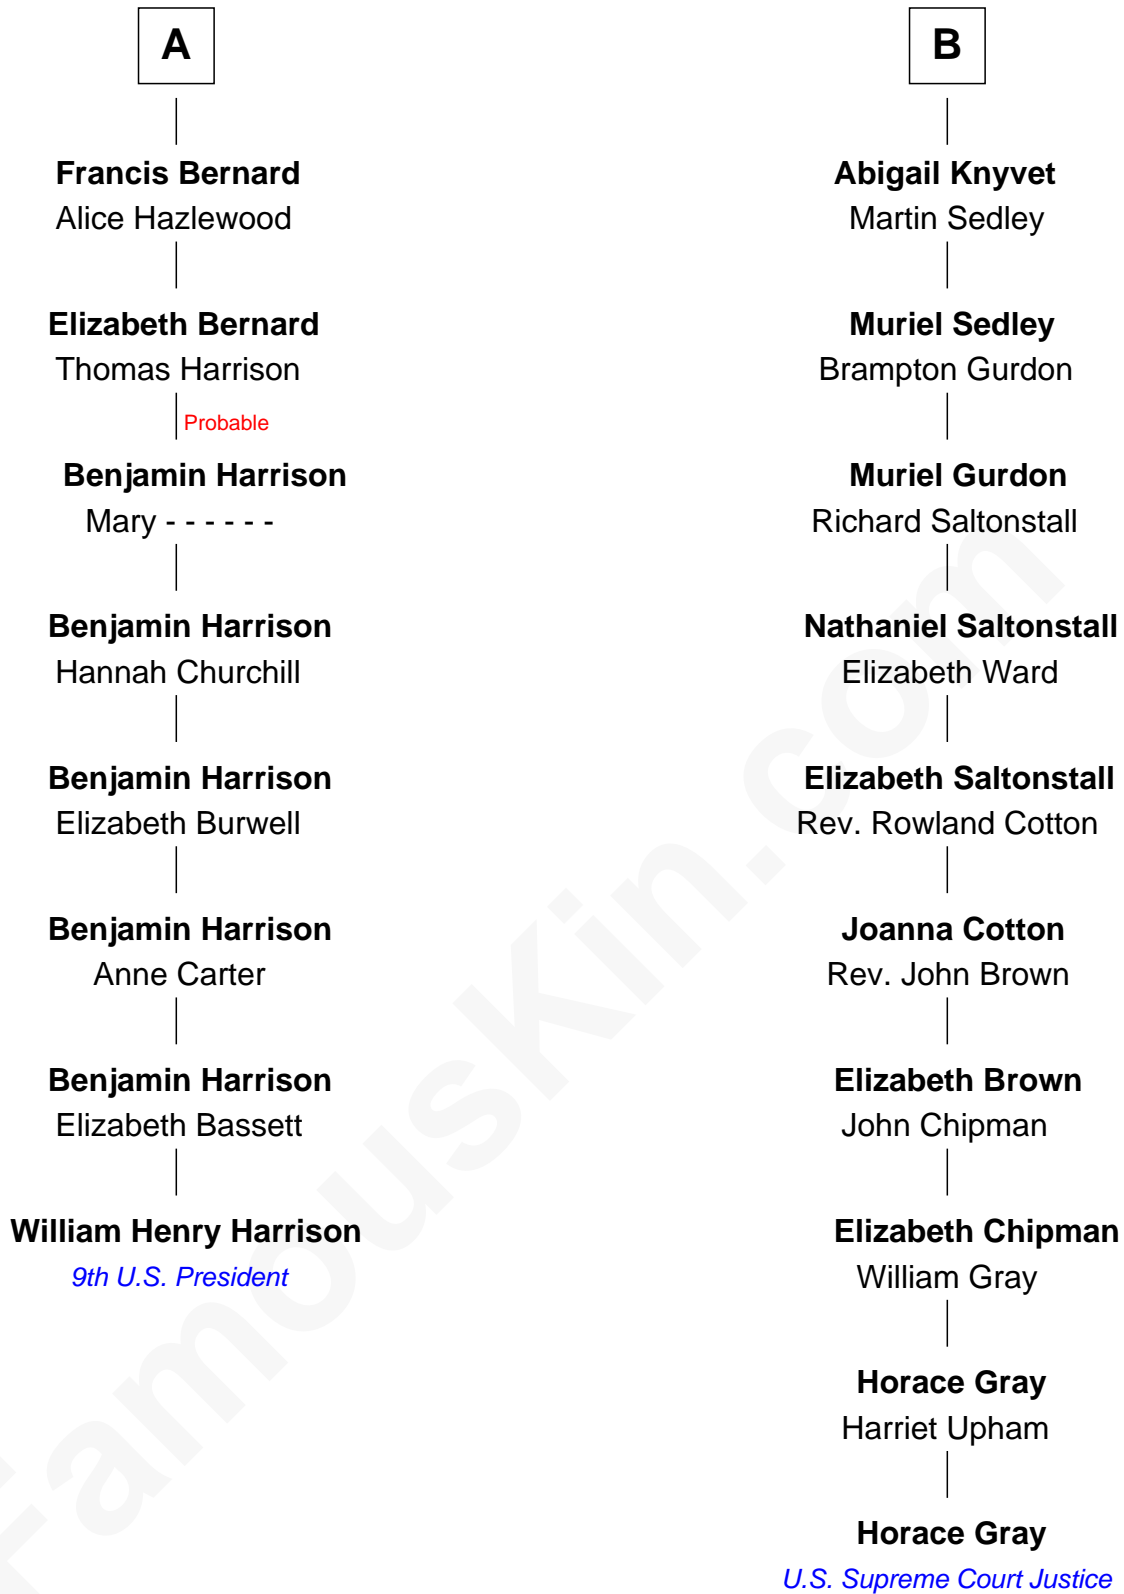 A
Francis Bernard
Alice Hazlewood
Elizabeth Bernard
Thomas Harrison
Probable
Benjamin Harrison
Mary - - - - - -
Benjamin Harrison
Hannah Churchill
Benjamin Harrison
Elizabeth Burwell
Benjamin Harrison
Anne Carter
Benjamin Harrison
Elizabeth Bassett
William Henry Harrison
9th U.S. President
B
Abigail Knyvet
Martin Sedley
Muriel Sedley
Brampton Gurdon
Muriel Gurdon
Richard Saltonstall
Nathaniel Saltonstall
Elizabeth Ward
Elizabeth Saltonstall
Rev. Rowland Cotton
Joanna Cotton
Rev. John Brown
Elizabeth Brown
John Chipman
Elizabeth Chipman
William Gray
Horace Gray
Harriet Upham
Horace Gray
U.S. Supreme Court Justice
FamousKin.com